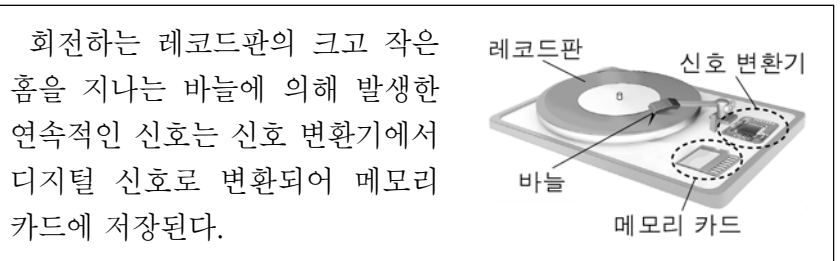 회전하는 레코드판의 크고 작은
홈을 지나는 바늘에 의해 발생한
연속적인 신호는 신호 변환기에서
디지털 신호로 변환되어 메모리
카드에 저장된다.
레코드판
신호 변환기
바늘
메모리 카드